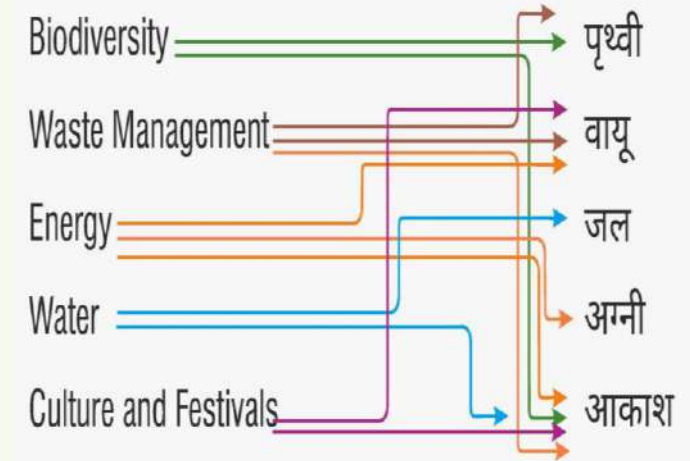 Biodiversity
पृथ्वी
Waste Management
वायू
Energy
जल
Water
अग्नी
Culture and Festivals
आकाश